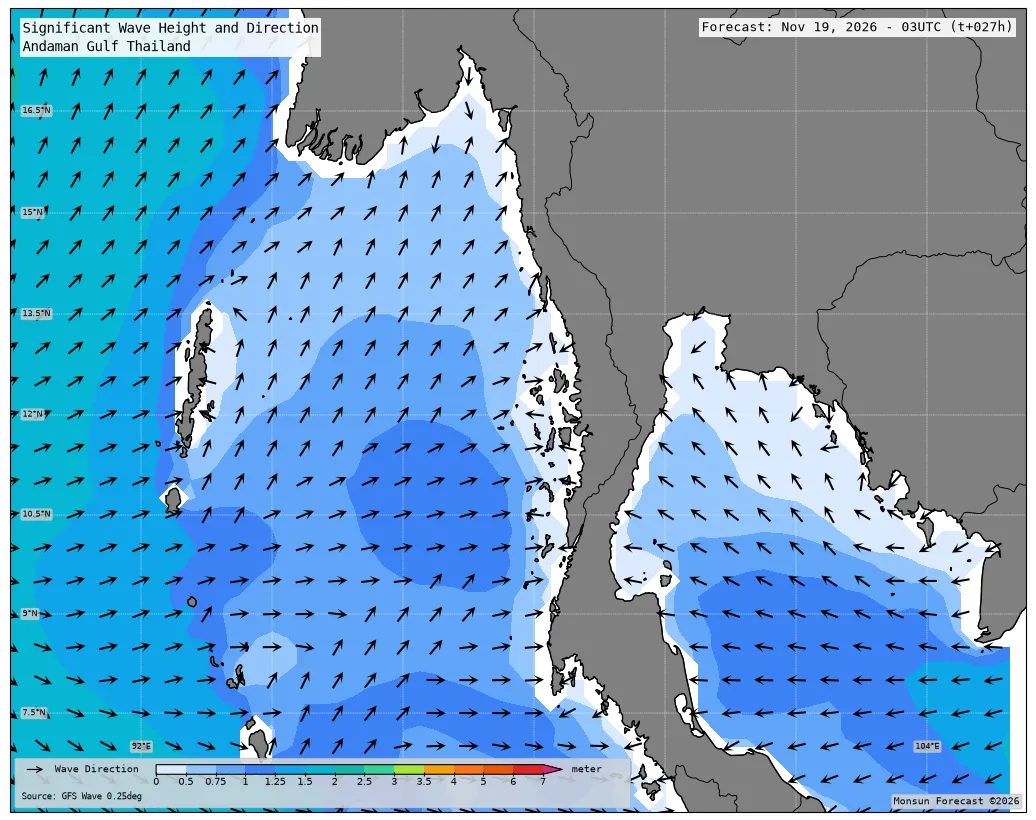 Significant Wave Height and Direction
Andaman Gulf Thailand
Forecast: Nov 19, 2026 - 03UTC (t+027h)
16.5°N
15°N
13.5°N
12°N
10.5°N
9°N
7.5°N
92°E
104°E
Wave Direction
0 0.5 0.75 1 1.25 1.5 2 2.5 3 3.5 4 5 6 7
meter
Source: GFS Wave 0.25deg
Monsun Forecast ©2026